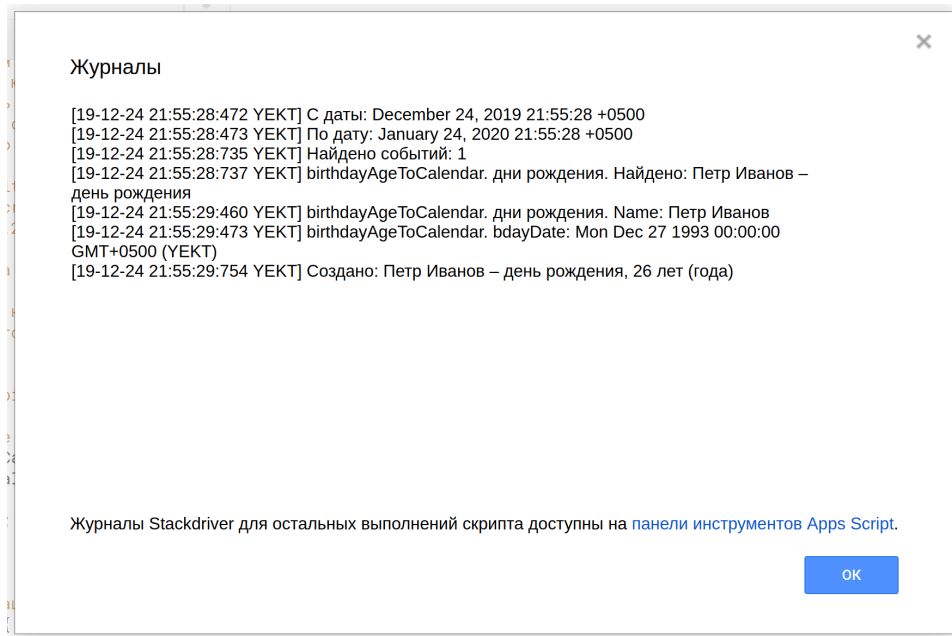 Журналы
[19-12-24 21:55:28:472 YEKT] С даты: December 24, 2019 21:55:28 +0500
[19-12-24 21:55:28:473 YEKT] По дату: January 24, 2020 21:55:28 +0500
[19-12-24 21:55:28:735 YEKT] Найдено событий: 1
[19-12-24 21:55:28:737 YEKT] birthdayAgeToCalendar. дни рождения. Найдено: Петр Иванов –
день рождения
[19-12-24 21:55:29:460 YEKT] birthdayAgeToCalendar. дни рождения. Name: Петр Иванов
[19-12-24 21:55:29:473 YEKT] birthdayAgeToCalendar. bdayDate: Mon Dec 27 1993 00:00:00
GMT+0500 (YEKT)
[19-12-24 21:55:29:754 YEKT] Создано: Петр Иванов – день рождения, 26 лет (года)
Журналы Stackdriver для остальных выполнений скрипта доступны на панели инструментов Apps Script.
ОК